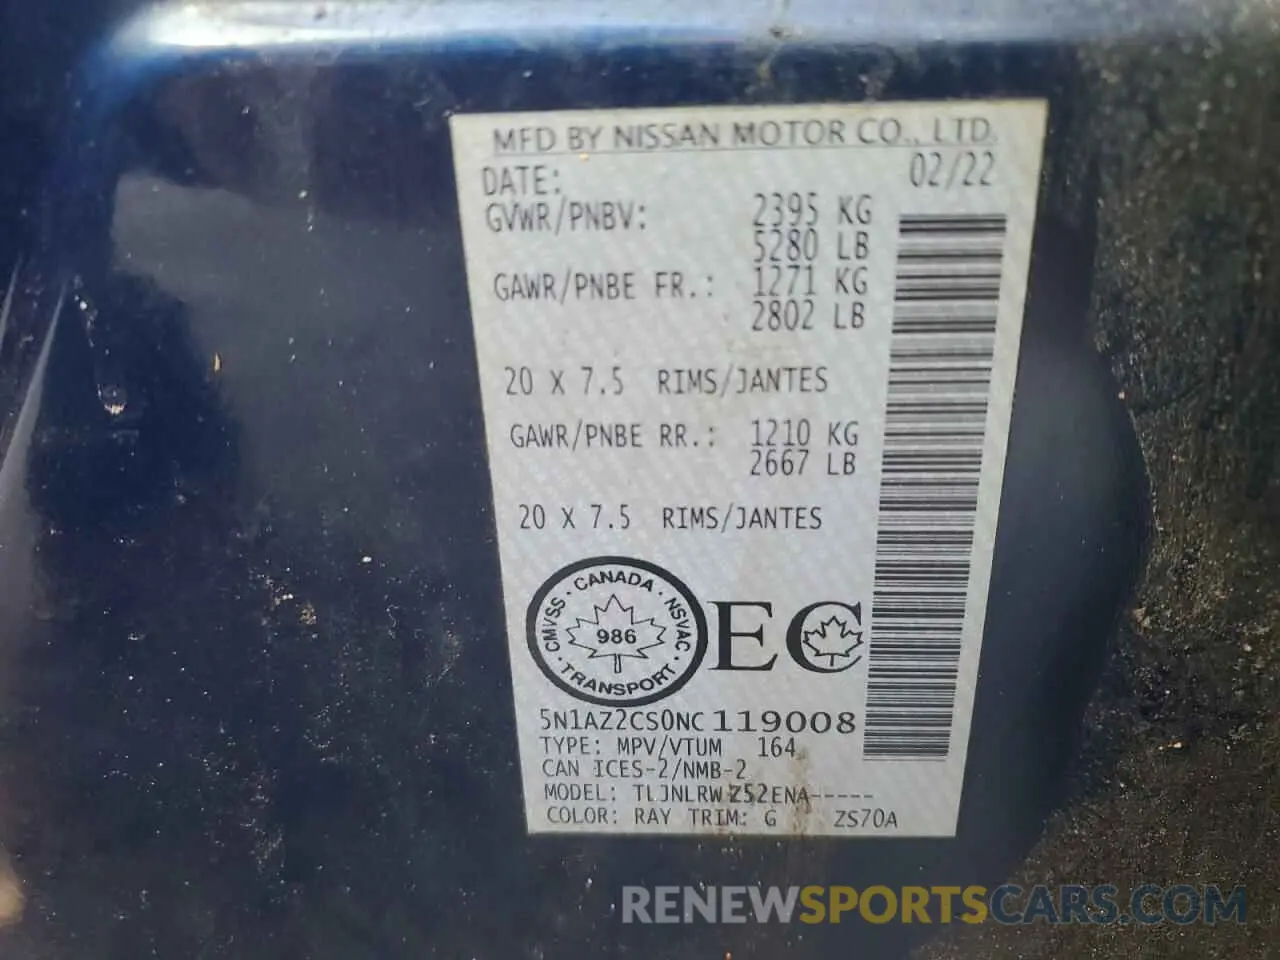 MFD BY NISSAN MOTOR CO., LTD.
DATE: 02/22
GVWR/PNBV: 2395 KG
5280 LB
GAWR/PNBE FR.: 1271 KG
2802 LB
20 X 7.5 RIMS/JANTES
GAWR/PNBE RR.: 1210 KG
2667 LB
20 X 7.5 RIMS/JANTES
CMVSS · CANADA · NSVAC · TRANSPORT ·
986
EC
5N1AZ2CS0NC119008
TYPE: MPV/VTUM 164
CAN ICES-2/NMB-2
MODEL: TLJNLRWZ52ENA-----
COLOR: RAY TRIM: G ZS70A
RENEWSPORTSCARS.COM